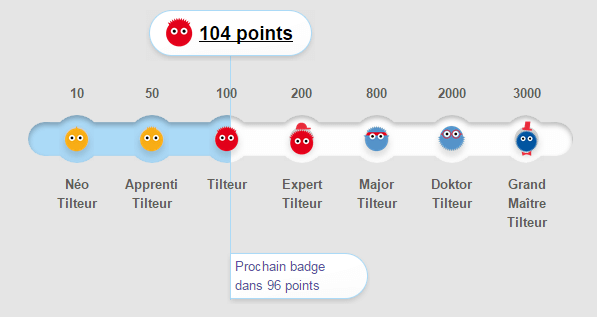 104 points
10 50 100 200 800 2000 3000
Néo Apprenti Tilteur Expert Major Doktor Grand
Tilteur Tilteur Tilteur Tilteur Tilteur Maître
Tilteur
Prochain badge
dans 96 points